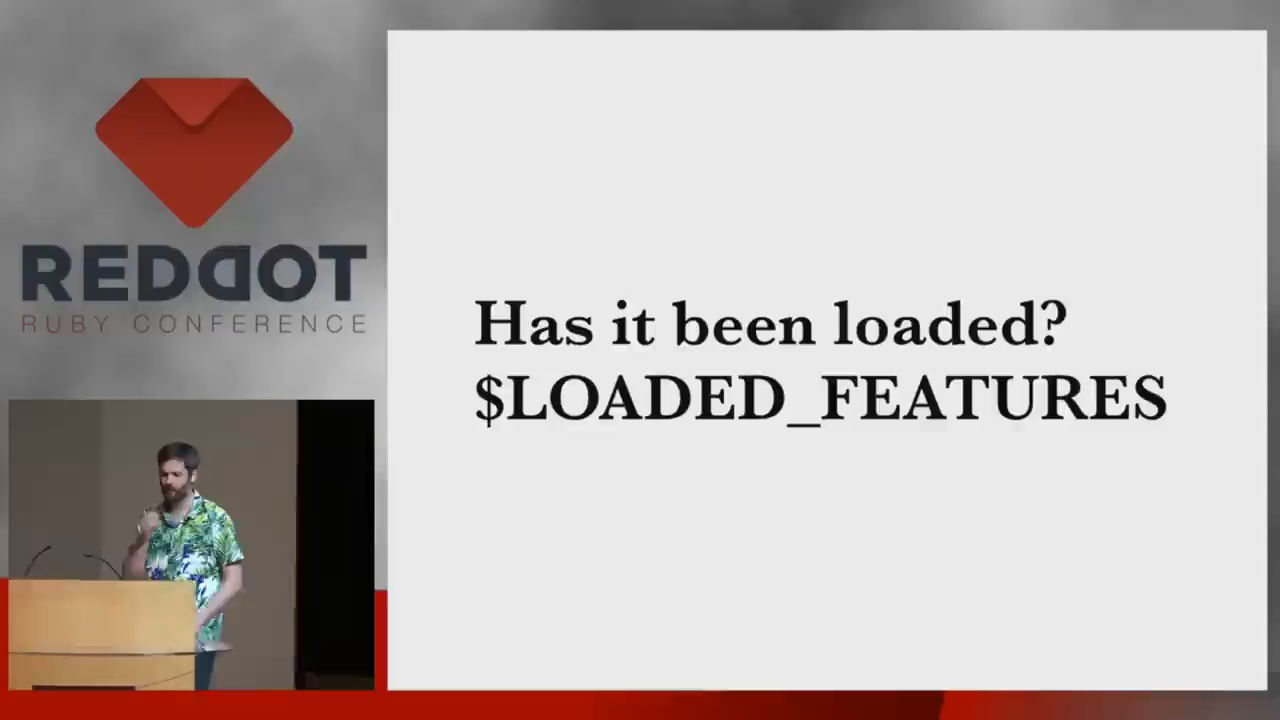 REDDOT
RUBY CONFERENCE
Has it been loaded?
$LOADED_FEATURES